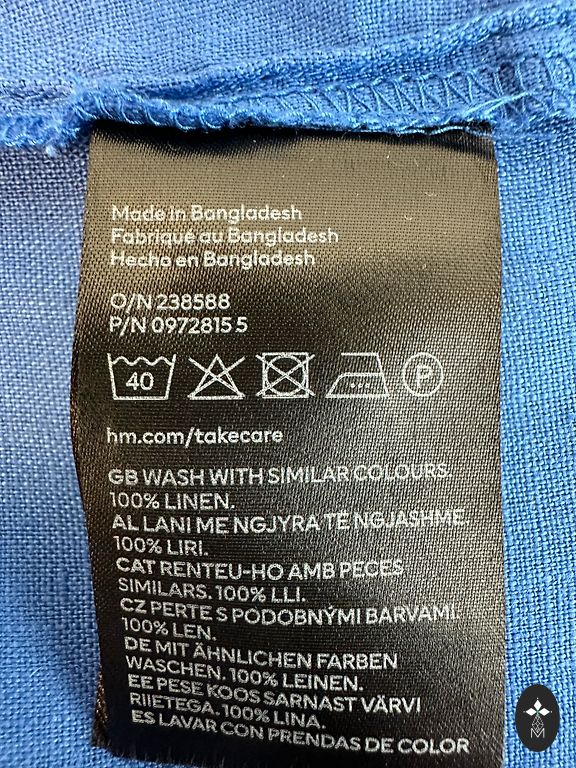 Made in Bangladesh
Fabriqué au Bangladesh
Hecho en Bangladesh
O/N 238588
P/N 0972815 5
40
P
hm.com/takecare
GB WASH WITH SIMILAR COLOURS.
100% LINEN.
AL LANI ME NGJYRA TË NGJASHME.
100% LIRI.
CAT RENTEU-HO AMB PECES
SIMILARS. 100% LLI.
CZ PERTE S PODOBNÝMI BARVAMI.
100% LEN.
DE MIT ÄHNLICHEN FARBEN
WASCHEN. 100% LEINEN.
EE PESE KOOS SARNAST VÄRVI
RIIETEGA. 100% LINA.
ES LAVAR CON PRENDAS DE COLOR
M